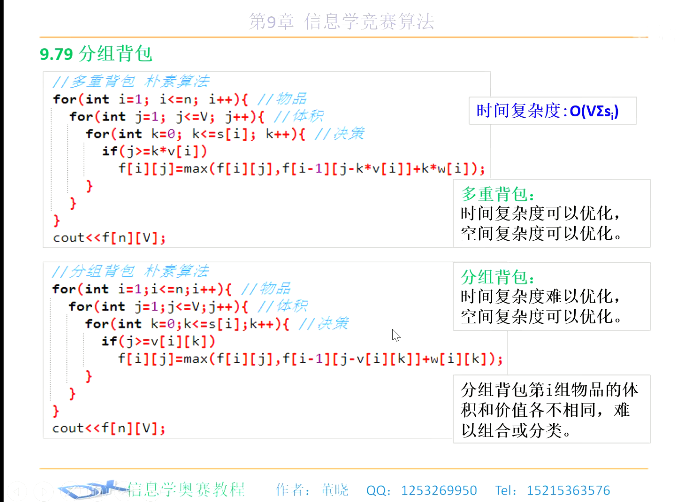 第9章 信息学竞赛算法
9.79 分组背包
//多重背包 朴素算法
for(int i=1; i<=n; i++){ //物品
for(int j=1; j<=V; j++){ //体积
for(int k=0; k<=s[i]; k++){ //决策
if(j>=k*v[i])
f[i][j]=max(f[i][j],f[i-1][j-k*v[i]]+k*w[i]);
}
}
}
cout<<f[n][V];
时间复杂度:O(VΣsi)
多重背包：
时间复杂度可以优化，
空间复杂度可以优化。
//分组背包 朴素算法
for(int i=1;i<=n;i++){ //物品
for(int j=1;j<=V;j++){ //体积
for(int k=0;k<=s[i];k++){ //决策
if(j>=v[i][k])
f[i][j]=max(f[i][j],f[i-1][j-v[i][k]]+w[i][k]);
}
}
}
cout<<f[n][V];
分组背包：
时间复杂度难以优化，
空间复杂度可以优化。
分组背包第i组物品的体
积和价值各不相同，难
以组合或分类。
信息学奥赛教程 作者： 董晓 QQ：1253269950 Tel：15215363576